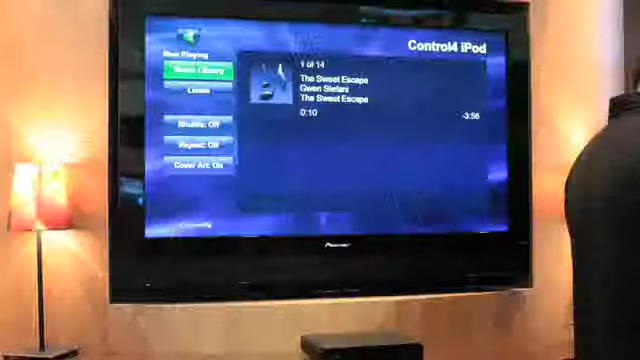 Control4 iPod
Now Playing
1 of 14
The Sweet Escape
Gwen Stefani
The Sweet Escape
0:10
-3:56
Listen
Shuffle: Off
Repeat: Off
Cover Art: On
Pioneer